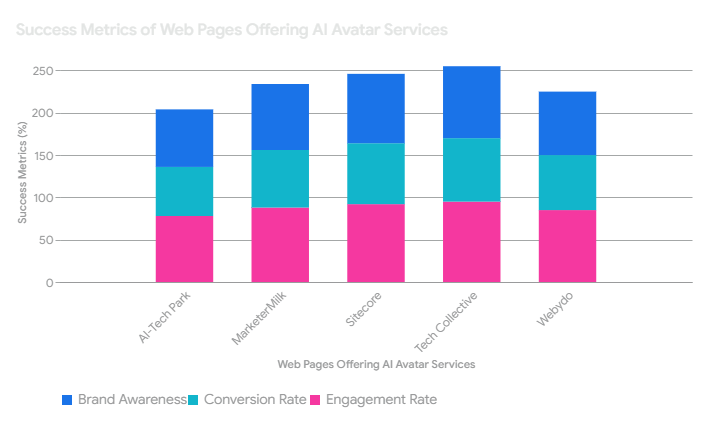 Success Metrics of Web Pages Offering AI Avatar Services
Success Metrics (%)
250
200
150
100
50
0
AI-Tech Park
MarketerMilk
Sitecore
Tech Collective
Webydo
Web Pages Offering AI Avatar Services
Brand Awareness Conversion Rate Engagement Rate